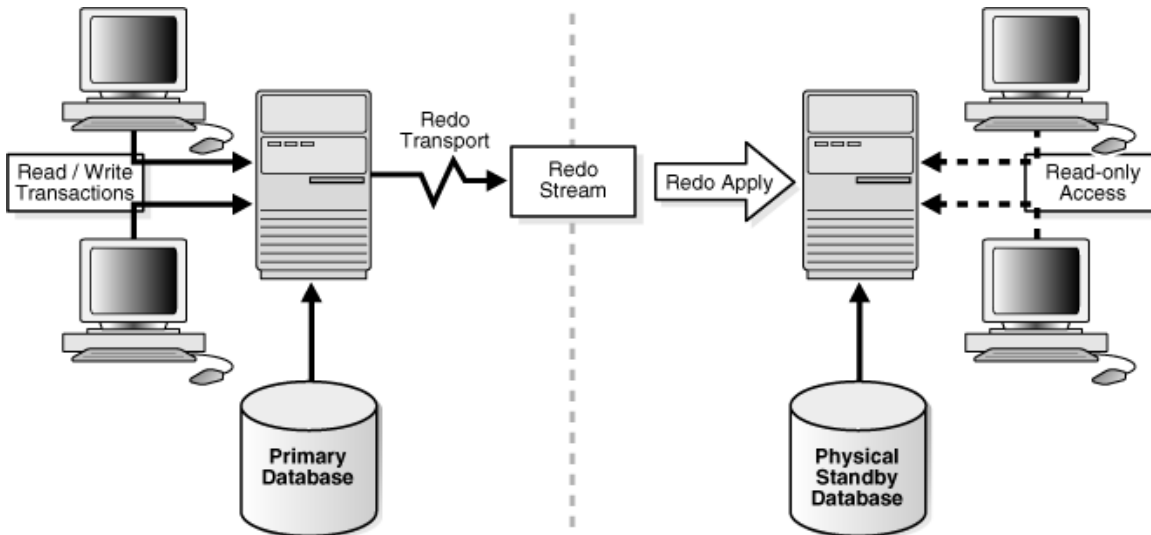 Read / Write
Transactions
Redo
Transport
Redo
Stream
Redo Apply
Read-only
Access
Primary
Database
Physical
Standby
Database